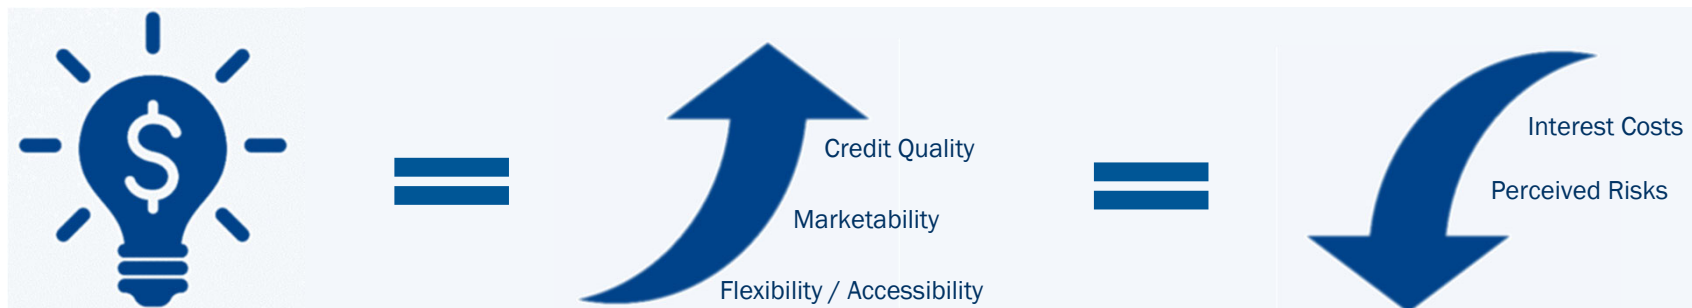 $
Credit Quality
Marketability
Flexibility / Accessibility
Interest Costs
Perceived Risks